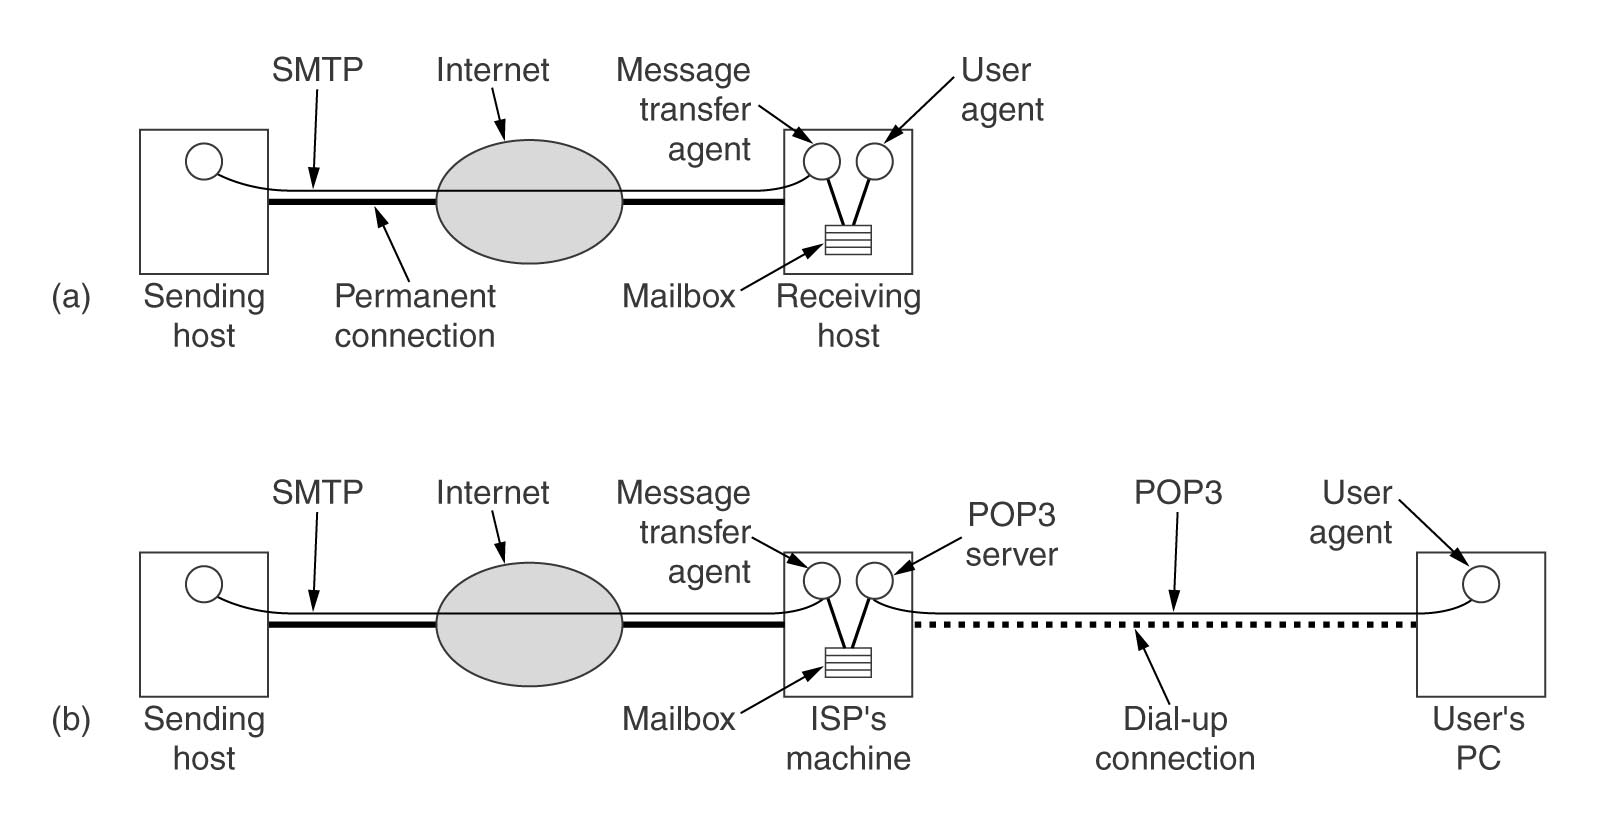 SMTP
Internet
Message
transfer
agent
User
agent
Mailbox
(a)
Sending
host
Permanent
connection
Receiving
host
SMTP
Internet
Message
transfer
agent
POP3
server
POP3
User
agent
Mailbox
(b)
Sending
host
ISP's
machine
Dial-up
connection
User's
PC